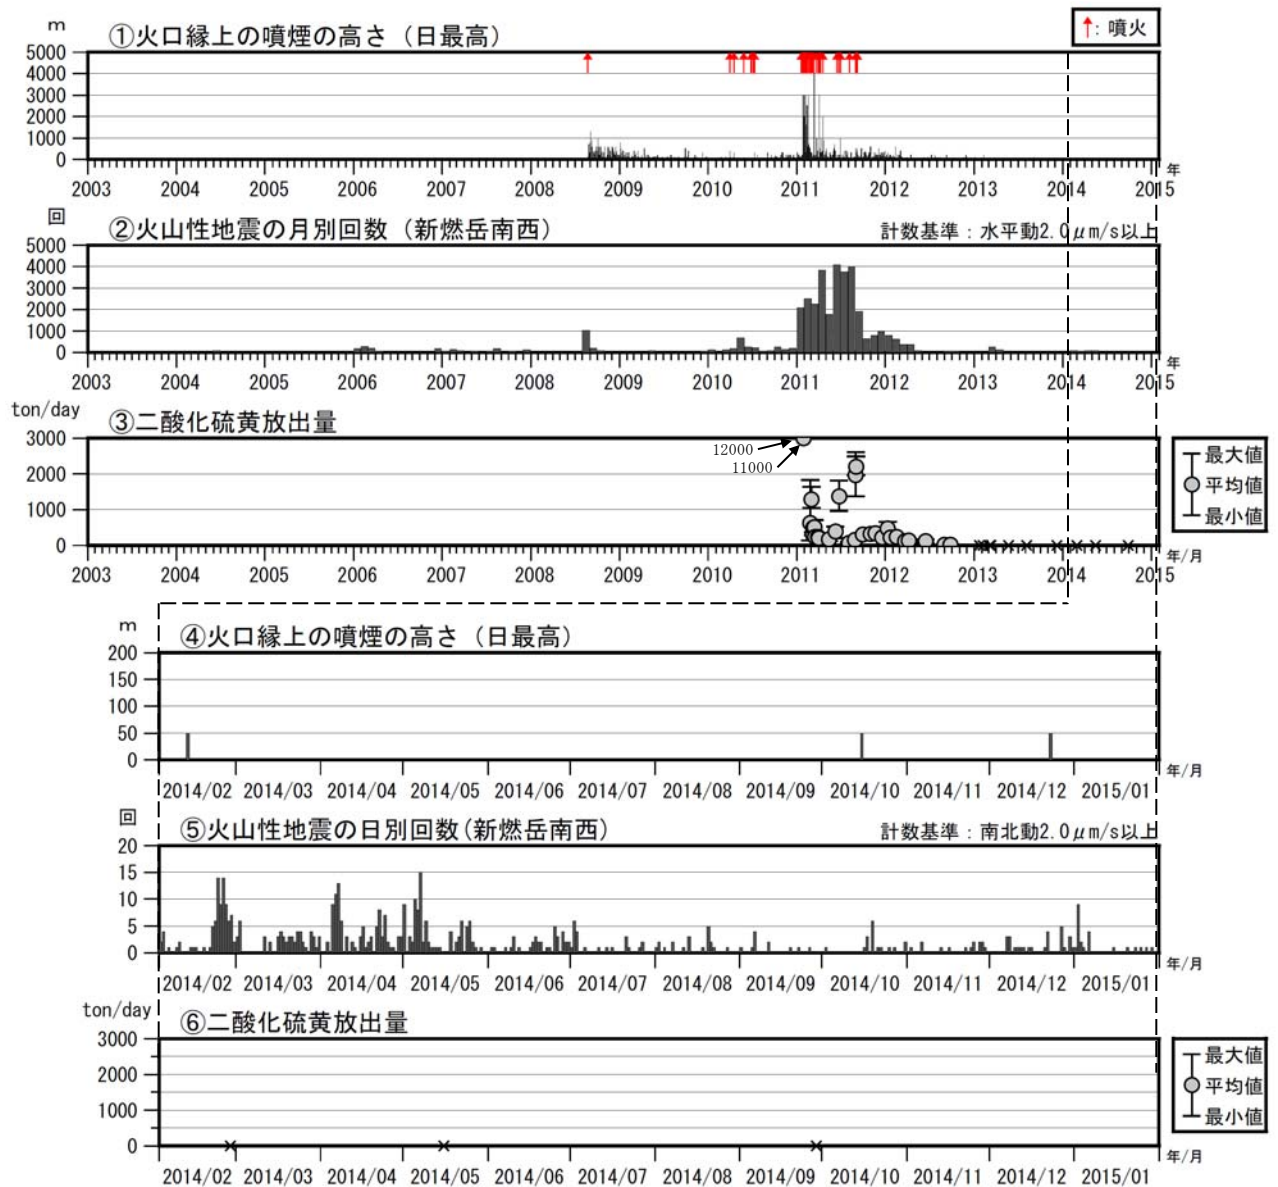 m ①火口縁上の噴煙の高さ（日最高） ↑: 噴火
5000
4000
3000
2000
1000
0
2003 2004 2005 2006 2007 2008 2009 2010 2011 2012 2013 2014 2015 年
回 ②火山性地震の月別回数（新燃岳南西） 計数基準：水平動2.0μm/s以上
5000
4000
3000
2000
1000
0
2003 2004 2005 2006 2007 2008 2009 2010 2011 2012 2013 2014 2015 年
ton/day ③二酸化硫黄放出量
3000
2000
1000
0
12000
11000
最大値
平均値
最小値
2003 2004 2005 2006 2007 2008 2009 2010 2011 2012 2013 2014 2015 年/月
m ④火口縁上の噴煙の高さ（日最高）
200
150
100
50
0
2014/02 2014/03 2014/04 2014/05 2014/06 2014/07 2014/08 2014/09 2014/10 2014/11 2014/12 2015/01 年/月
回 ⑤火山性地震の日別回数(新燃岳南西) 計数基準：南北動2.0μm/s以上
20
15
10
5
0
2014/02 2014/03 2014/04 2014/05 2014/06 2014/07 2014/08 2014/09 2014/10 2014/11 2014/12 2015/01 年/月
ton/day ⑥二酸化硫黄放出量
3000
2000
1000
0
最大値
平均値
最小値
2014/02 2014/03 2014/04 2014/05 2014/06 2014/07 2014/08 2014/09 2014/10 2014/11 2014/12 2015/01 年/月